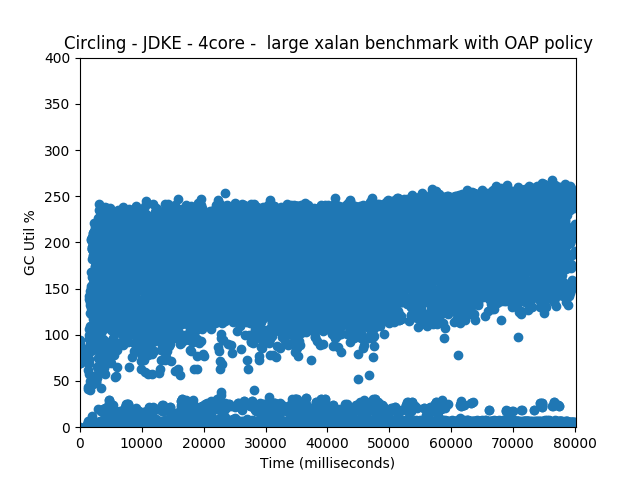 Circling - JDKE - 4core -  large xalan benchmark with OAP policy
400
350
300
250
200
150
100
50
0
GC Util %
0 10000 20000 30000 40000 50000 60000 70000 80000
Time (milliseconds)